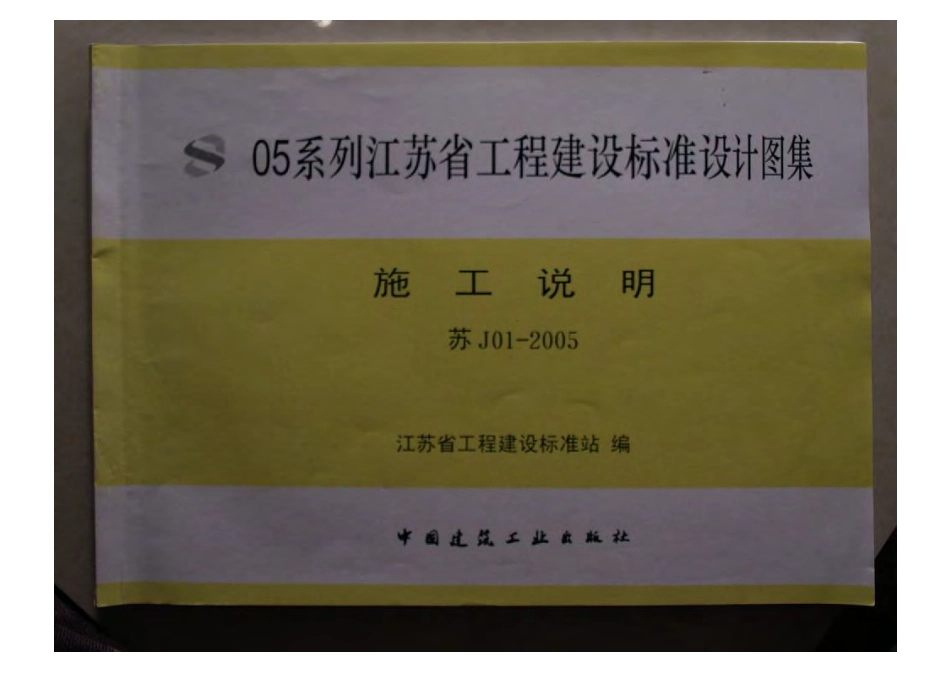 05系列江苏省工程建设标准设计图集
施工说明
苏 J01-2005
江苏省工程建设标准站 编
中国建筑工业出版社